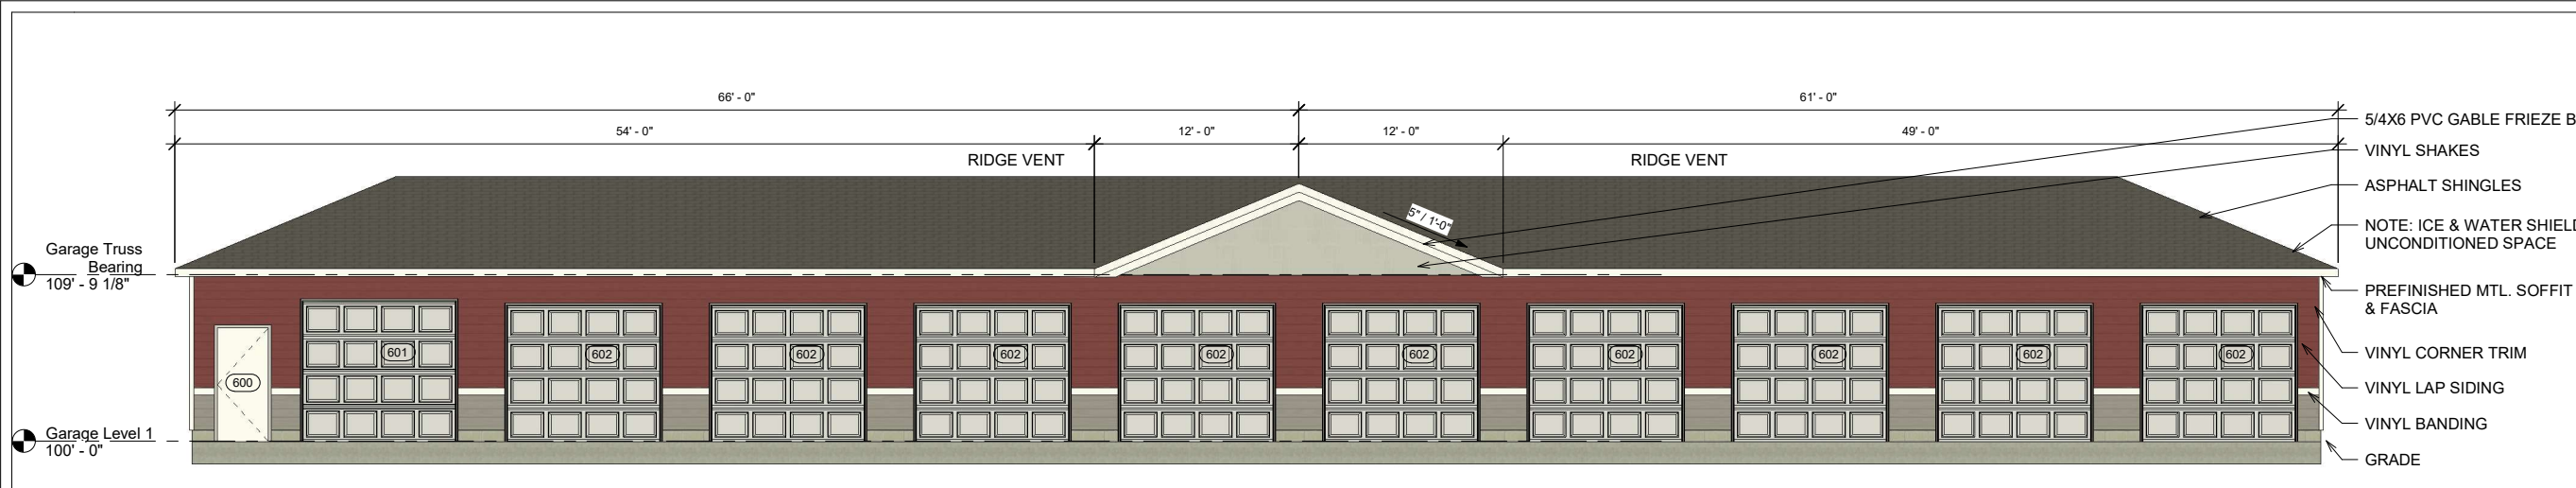 66' - 0"
61' - 0"
54' - 0"
12' - 0"
12' - 0"
49' - 0"
RIDGE VENT
RIDGE VENT
5" / 1'-0"
Garage Truss
Bearing
109' - 9 1/8"
Garage Level 1
100' - 0"
600
601
602
602
602
602
602
602
602
602
602
5/4X6 PVC GABLE FRIEZE B
VINYL SHAKES
ASPHALT SHINGLES
NOTE: ICE & WATER SHIELD
UNCONDITIONED SPACE
PREFINISHED MTL. SOFFIT
& FASCIA
VINYL CORNER TRIM
VINYL LAP SIDING
VINYL BANDING
GRADE